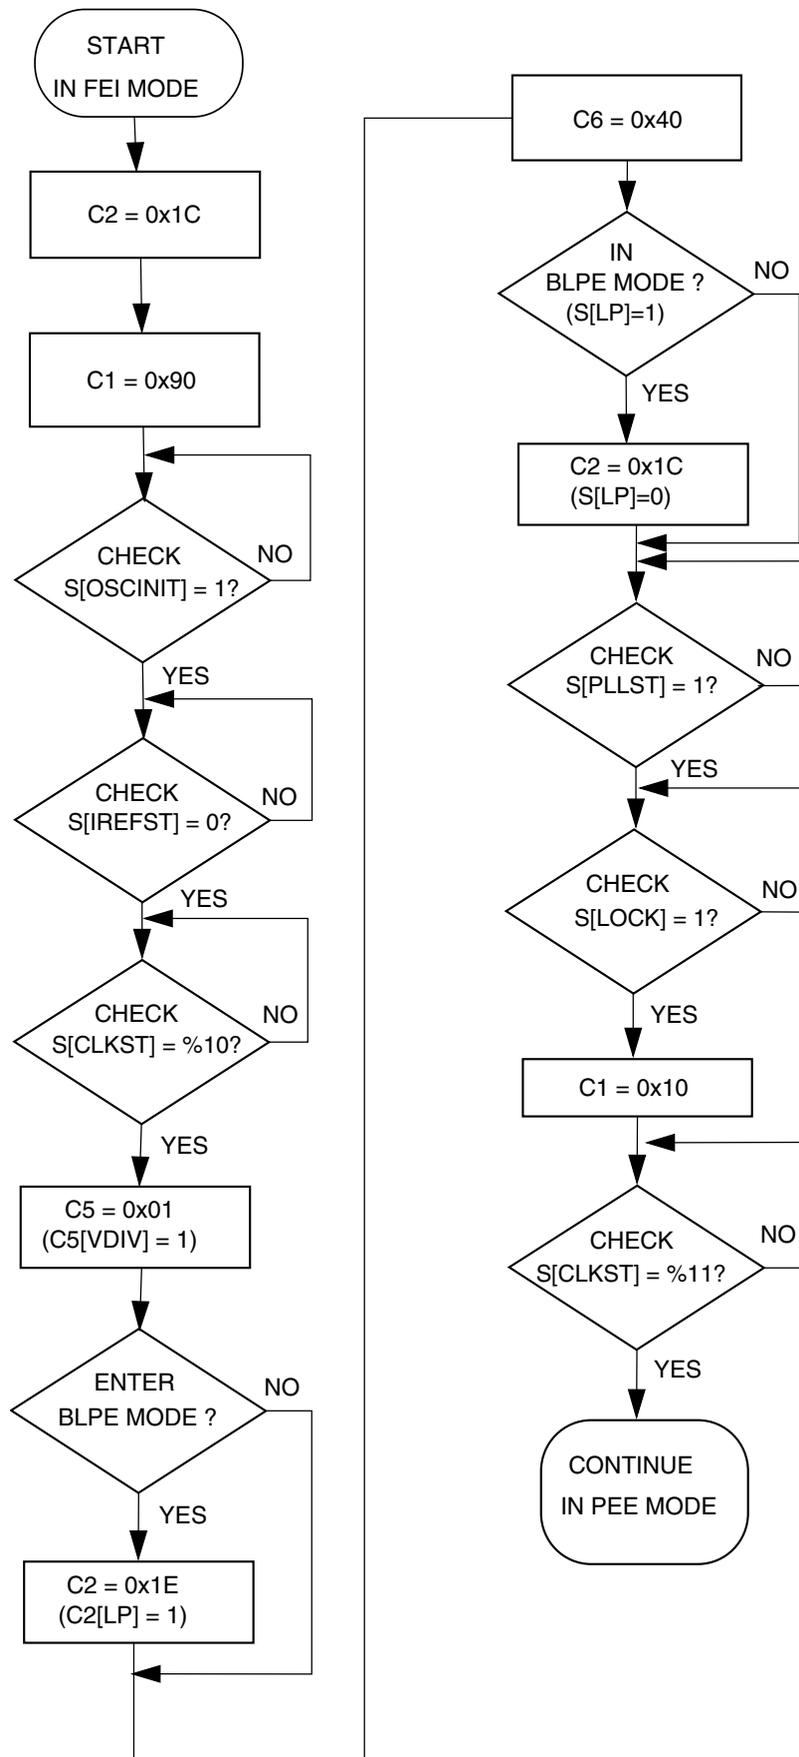 START
IN FEI MODE
C2 = 0x1C
C1 = 0x90
CHECK
S[OSCINIT] = 1?
NO
YES
CHECK
S[IREFST] = 0?
NO
YES
CHECK
S[CLKST] = %10?
NO
YES
C5 = 0x01
(C5[VDIV] = 1)
ENTER
BLPE MODE ?
NO
YES
C2 = 0x1E
(C2[LP] = 1)
C6 = 0x40
IN
BLPE MODE ?
(S[LP]=1)
NO
YES
C2 = 0x1C
(S[LP]=0)
CHECK
S[PLLST] = 1?
NO
YES
CHECK
S[LOCK] = 1?
NO
YES
C1 = 0x10
CHECK
S[CLKST] = %11?
NO
YES
CONTINUE
IN PEE MODE